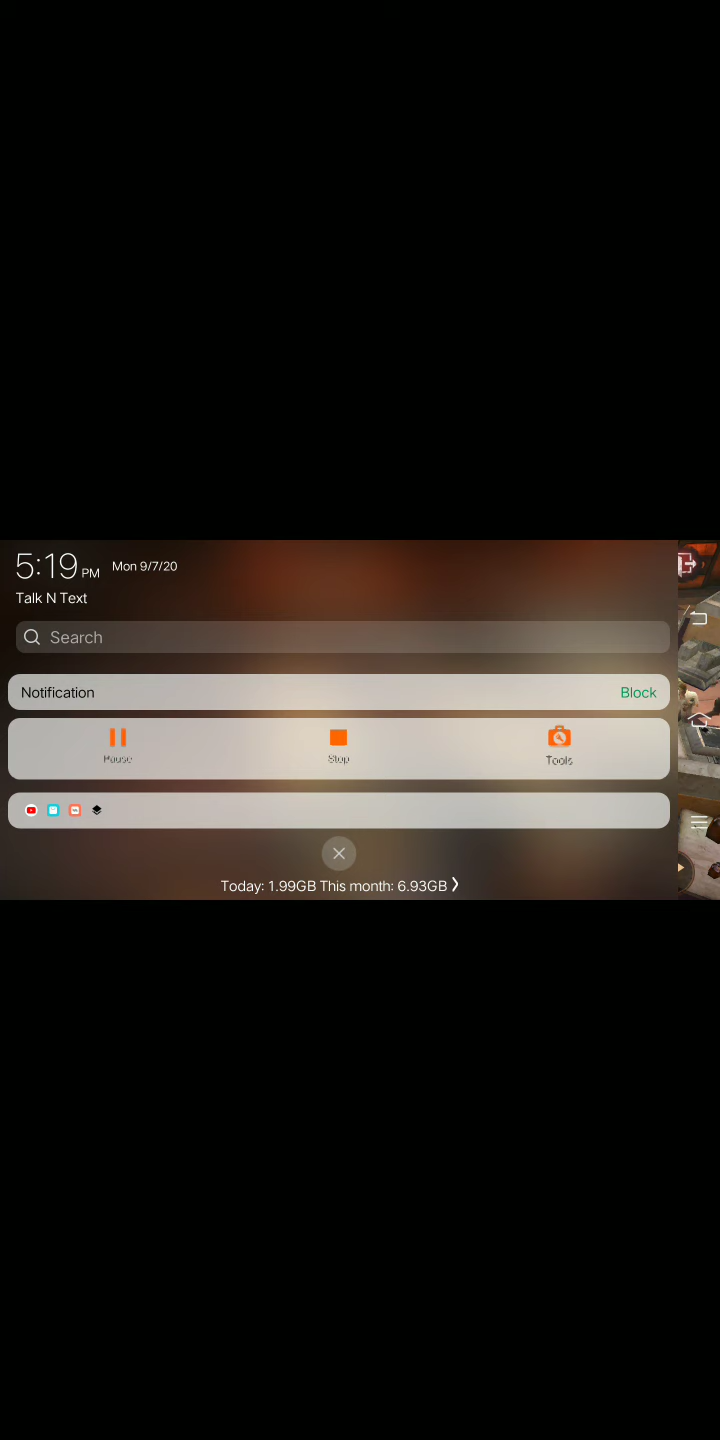 5:19 PM Mon 9/7/20
Talk N Text
Search
Notification Block
Pause Stop Tools
Today: 1.99GB This month: 6.93GB